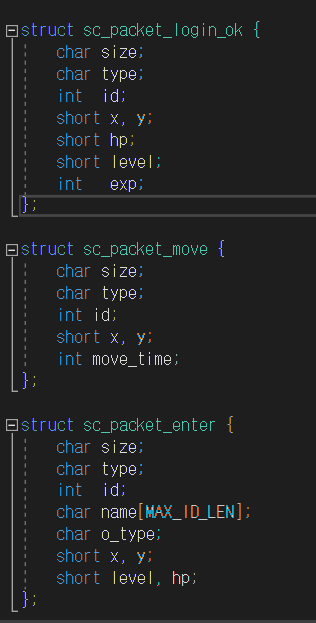 struct sc_packet_login_ok {
char size;
char type;
int  id;
short x, y;
short hp;
short level;
int   exp;
};
struct sc_packet_move {
char size;
char type;
int id;
short x, y;
int move_time;
};
struct sc_packet_enter {
char size;
char type;
int  id;
char name[MAX_ID_LEN];
char o_type;
short x, y;
short level, hp;
};